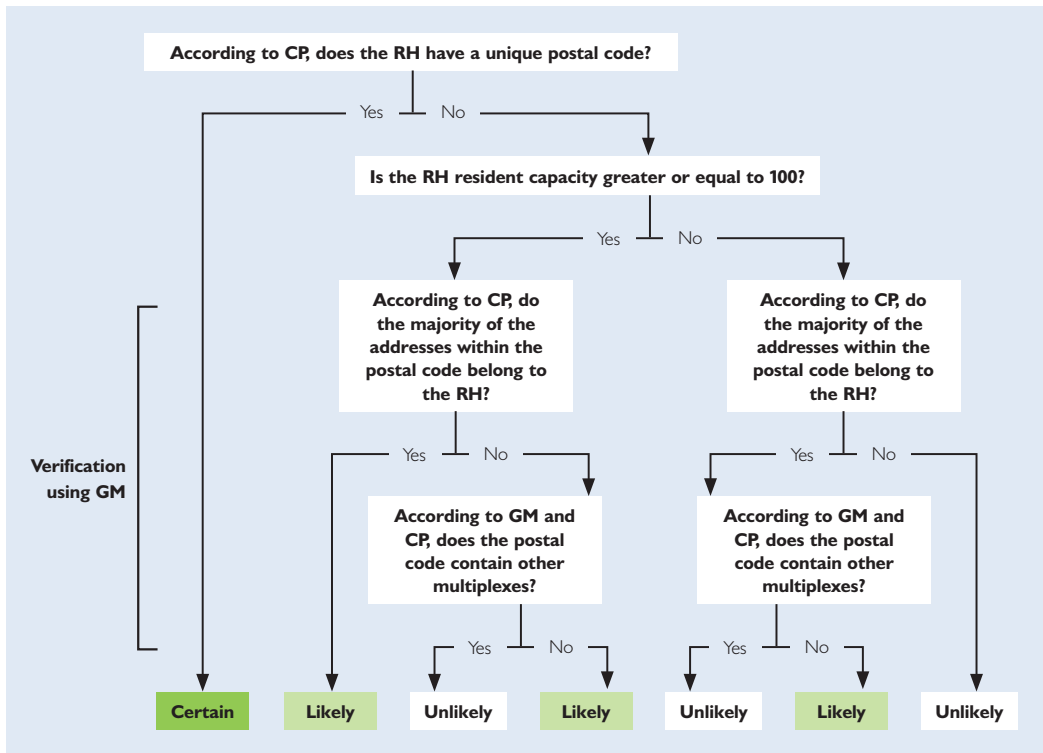 According to CP, does the RH have a unique postal code?
Yes
No
Is the RH resident capacity greater or equal to 100?
Yes
No
According to CP, do
the majority of the
addresses within the
postal code belong to
the RH?
According to CP, do
the majority of the
addresses within the
postal code belong to
the RH?
Verification
using GM
Yes
No
Yes
No
According to GM and
CP, does the postal
code contain other
multiplexes?
According to GM and
CP, does the postal
code contain other
multiplexes?
Yes
No
Yes
No
Certain
Likely
Unlikely
Likely
Unlikely
Likely
Unlikely